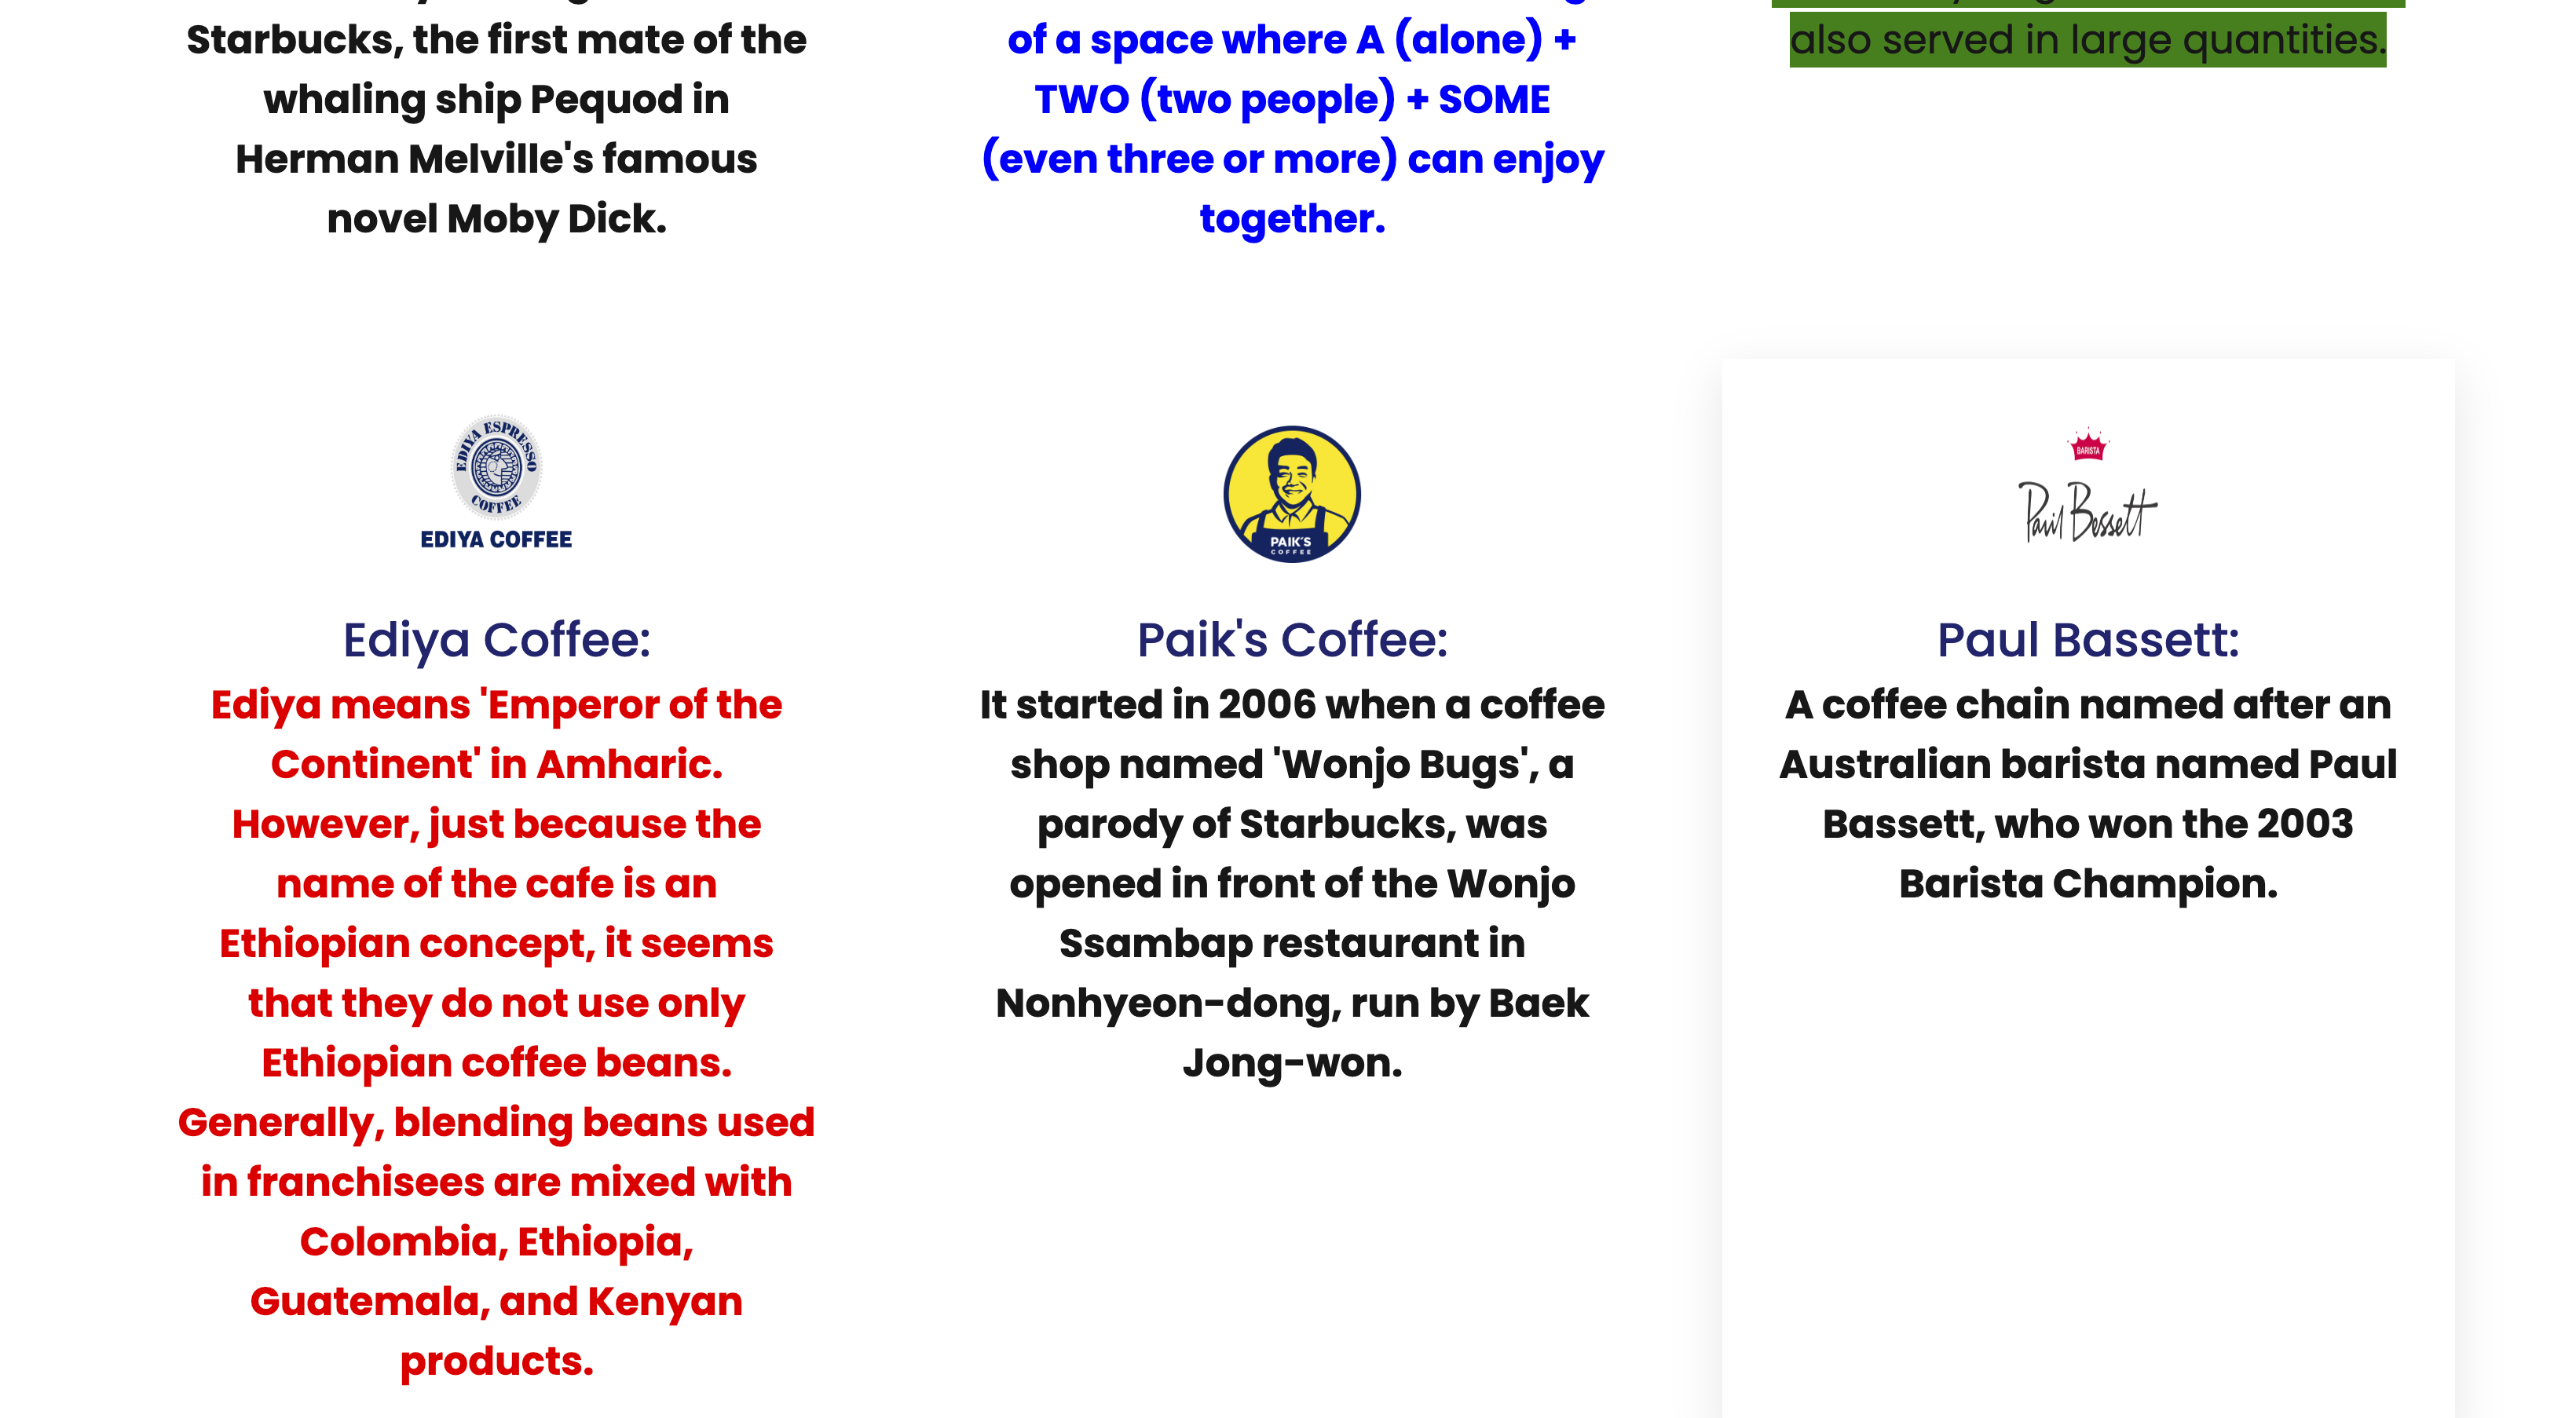 Starbucks, the first mate of the
whaling ship Pequod in
Herman Melville's famous
novel Moby Dick.
of a space where A (alone) +
TWO (two people) + SOME
(even three or more) can enjoy
together.
also served in large quantities.
EDIYA ESPRESSO
COFFEE
EDIYA COFFEE
Ediya Coffee:
Ediya means 'Emperor of the
Continent' in Amharic.
However, just because the
name of the cafe is an
Ethiopian concept, it seems
that they do not use only
Ethiopian coffee beans.
Generally, blending beans used
in franchisees are mixed with
Colombia, Ethiopia,
Guatemala, and Kenyan
products.
PAIK'S
COFFEE
Paik's Coffee:
It started in 2006 when a coffee
shop named 'Wonjo Bugs', a
parody of Starbucks, was
opened in front of the Wonjo
Ssambap restaurant in
Nonhyeon-dong, run by Baek
Jong-won.
BARISTA
Paul Bassett
Paul Bassett:
A coffee chain named after an
Australian barista named Paul
Bassett, who won the 2003
Barista Champion.